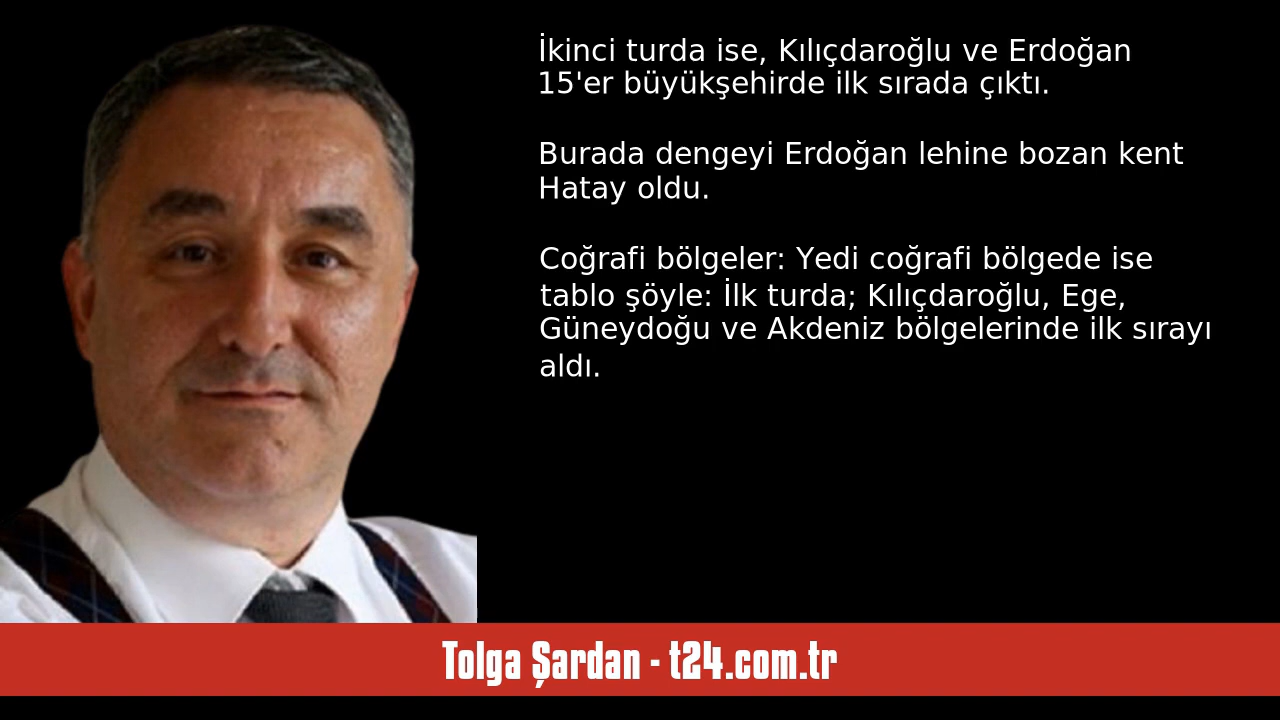 İkinci turda ise, Kılıçdaroğlu ve Erdoğan
15'er büyükşehirde ilk sırada çıktı.
Burada dengeyi Erdoğan lehine bozan kent
Hatay oldu.
Coğrafi bölgeler: Yedi coğrafi bölgede ise
tablo şöyle: İlk turda; Kılıçdaroğlu, Ege,
Güneydoğu ve Akdeniz bölgelerinde ilk sırayı
aldı.
Tolga Şardan - t24.com.tr